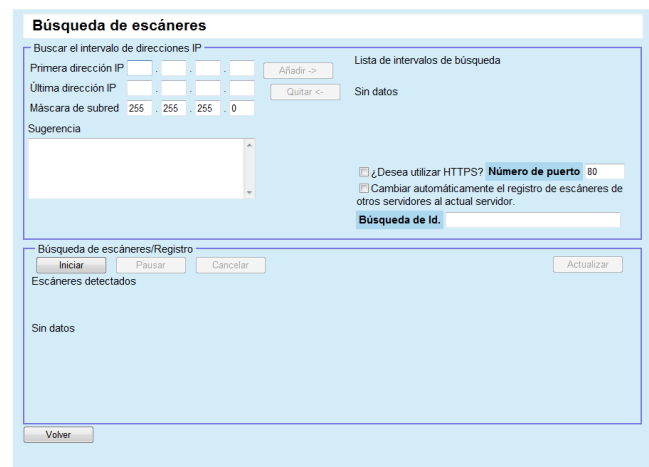 Búsqueda de escáneres
Buscar el intervalo de direcciones IP
Primera dirección IP . . .
Añadir ->
Lista de intervalos de búsqueda
Última dirección IP . . .
Quitar <-
Sin datos
Máscara de subred 255 . 255 . 255 . 0
Sugerencia
¿Desea utilizar HTTPS? Número de puerto 80
Cambiar automáticamente el registro de escáneres de
otros servidores al actual servidor.
Búsqueda de Id.
Búsqueda de escáneres/Registro
Iniciar Pausar Cancelar Actualizar
Escáneres detectados
Sin datos
Volver